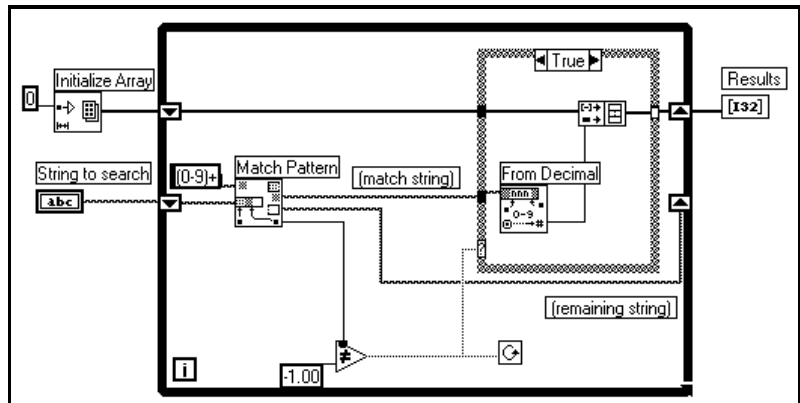 Initialize Array
0
String to search
abc
(0-9)+
Match Pattern
(match string)
True
From Decimal
nnn
0-9
#
?
Results
[I32]
(remaining string)
≠
-1.00
i